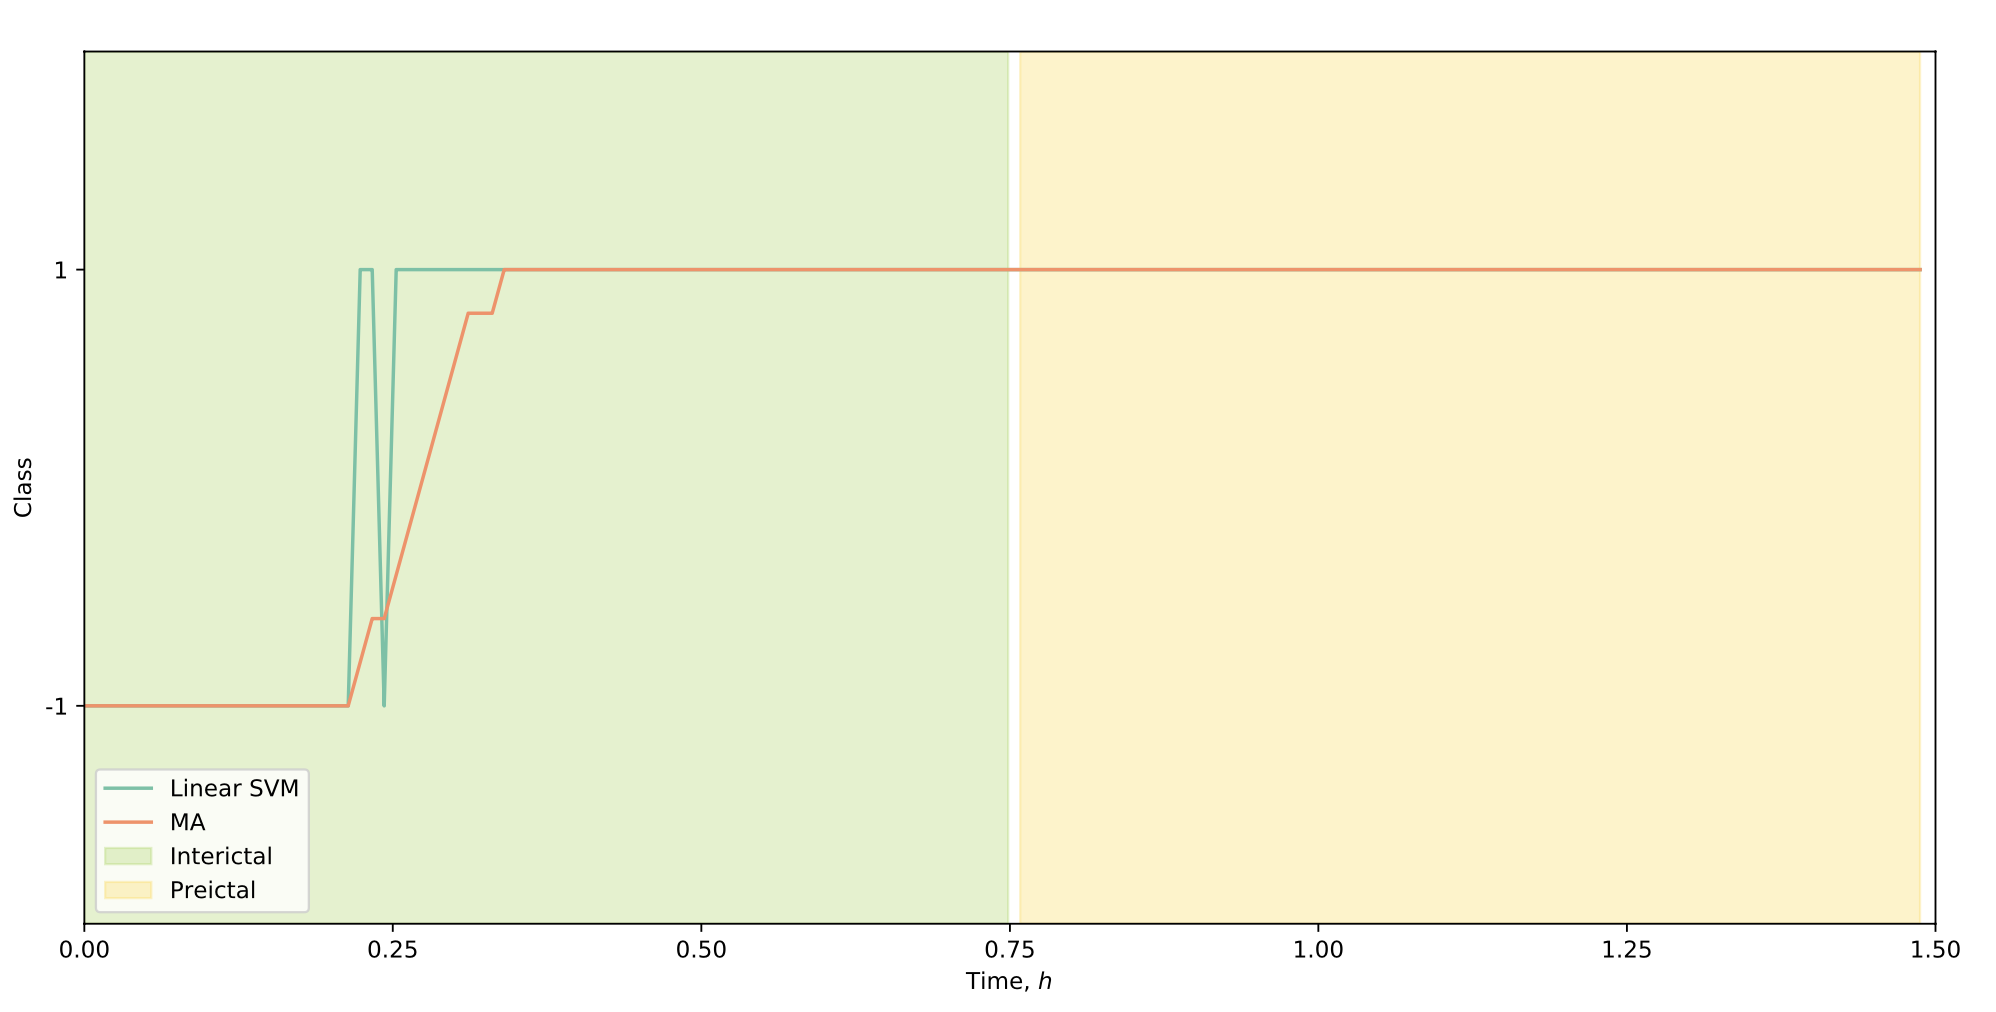 1
-1
Class
Linear SVM
MA
Interictal
Preictal
0.00 0.25 0.50 0.75 1.00 1.25 1.50
Time, h